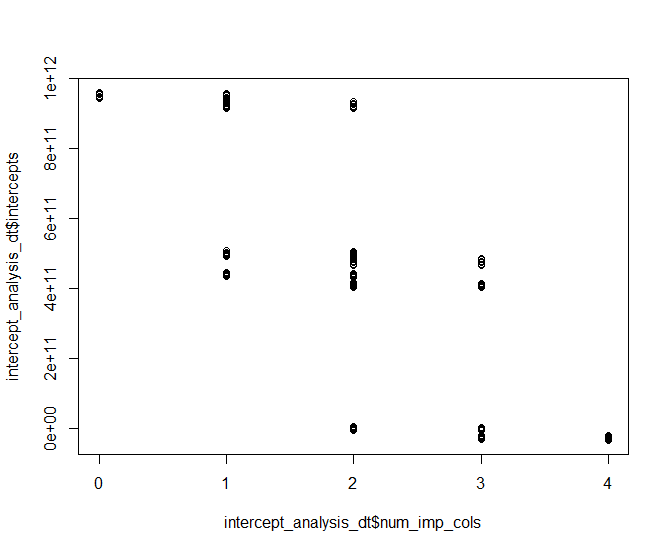 1e+12
8e+11
6e+11
4e+11
2e+11
0e+00
intercept_analysis_dt$intercepts
0 1 2 3 4
intercept_analysis_dt$num_imp_cols